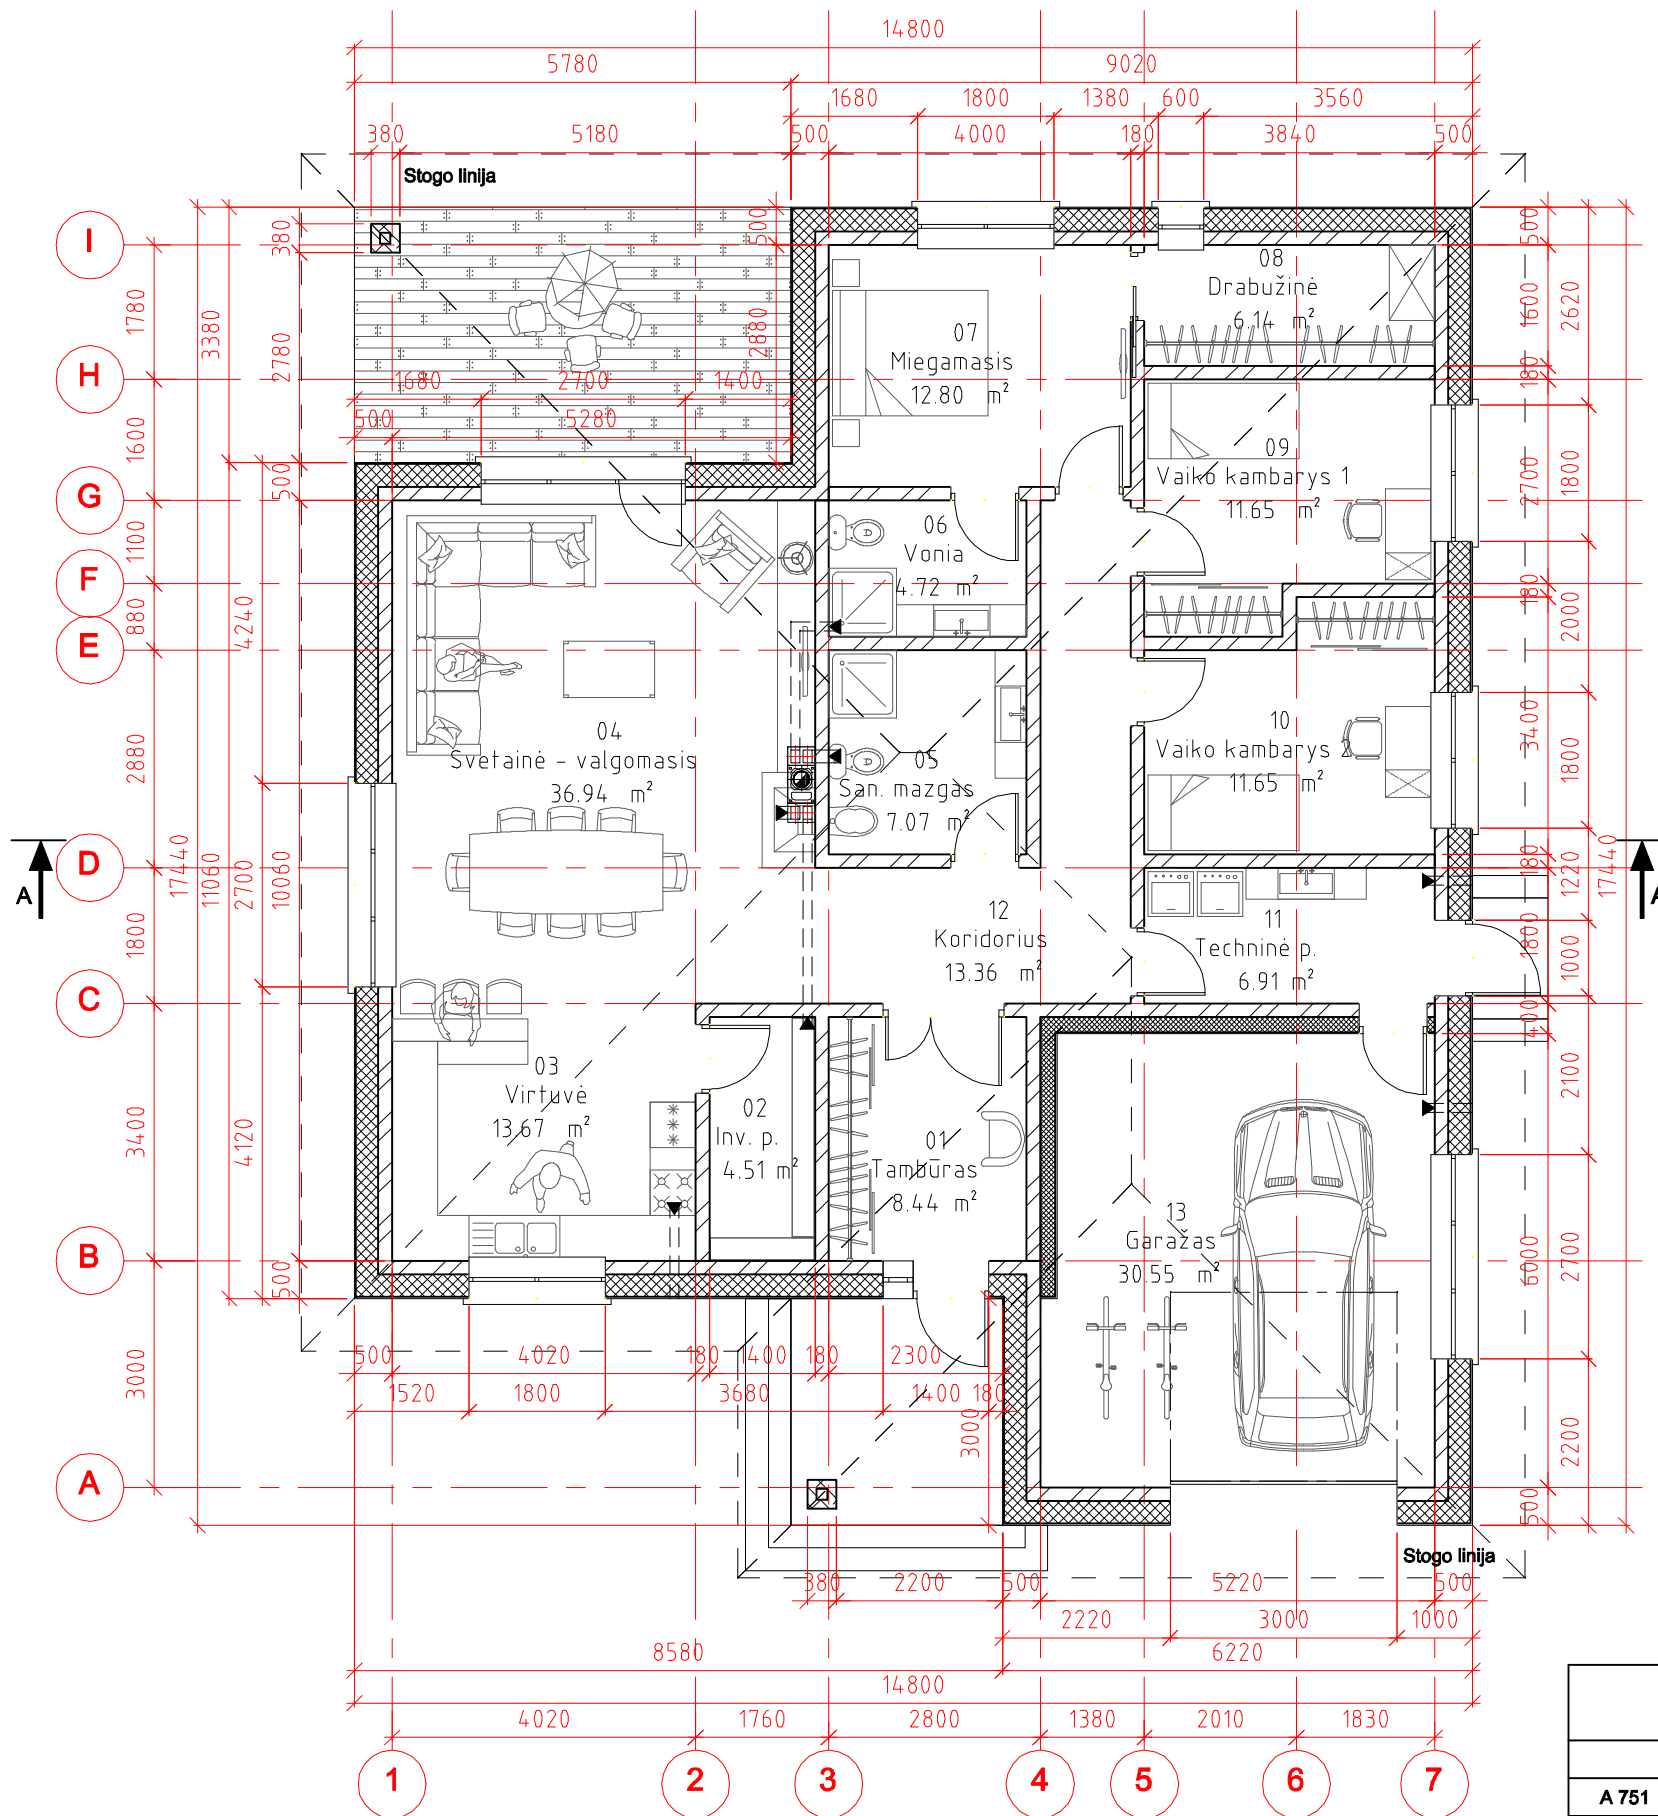 14800
5780
9020
1680
1800
1380
600
3560
380
5180
500
4000
180
3840
500
Stogo linija
I
H
G
F
E
D
C
B
A
1780
1600
1100
880
2880
1800
3400
3000
17440
3380
11060
4240
2700
4120
380
2780
500
10060
500
500
2880
1680
2700
1400
500
5280
07
Miegamasis
12.80 m²
08
Drabužinė
6.14 m²
09
Vaiko kambarys 1
11.65 m²
06
Vonia
4.72 m²
04
Svetainė - valgomasis
36.94 m²
05
San. mazgas
7.07 m²
10
Vaiko kambarys 2
11.65 m²
12
Koridorius
13.36 m²
11
Techninė p.
6.91 m²
03
Virtuvė
13.67 m²
02
Inv. p.
4.51 m²
01
Tambūras
8.44 m²
13
Garažas
30.55 m²
500
1600
180
2700
180
2000
3400
180
1800
400
2100
6000
2200
500
2620
1800
1800
1220
1000
2700
17440
A
A
500
4020
180
1400
180
2300
1520
1800
3680
1400
180
3000
Stogo linija
380
2200
500
5220
500
2220
3000
1000
8580
6220
14800
4020
1760
2800
1380
2010
1830
1
2
3
4
5
6
7
A 751